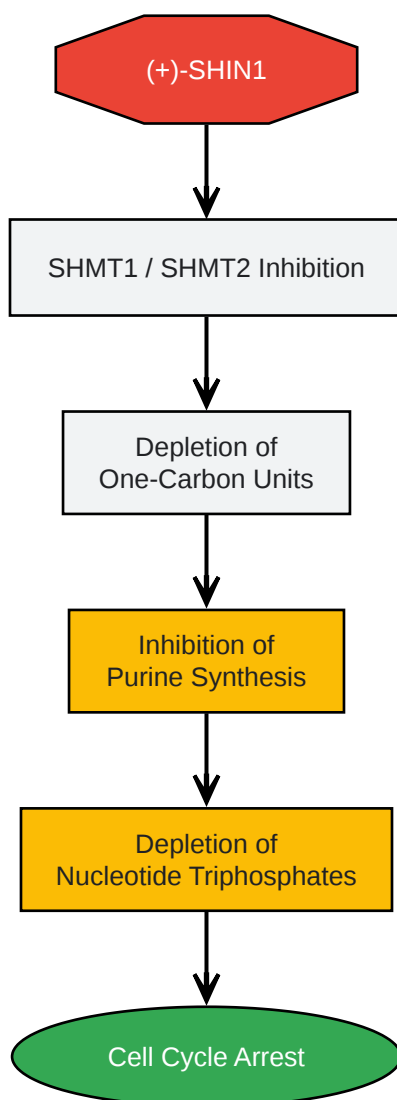 (+)-SHIN1
SHMT1 / SHMT2 Inhibition
Depletion of
One-Carbon Units
Inhibition of
Purine Synthesis
Depletion of
Nucleotide Triphosphates
Cell Cycle Arrest